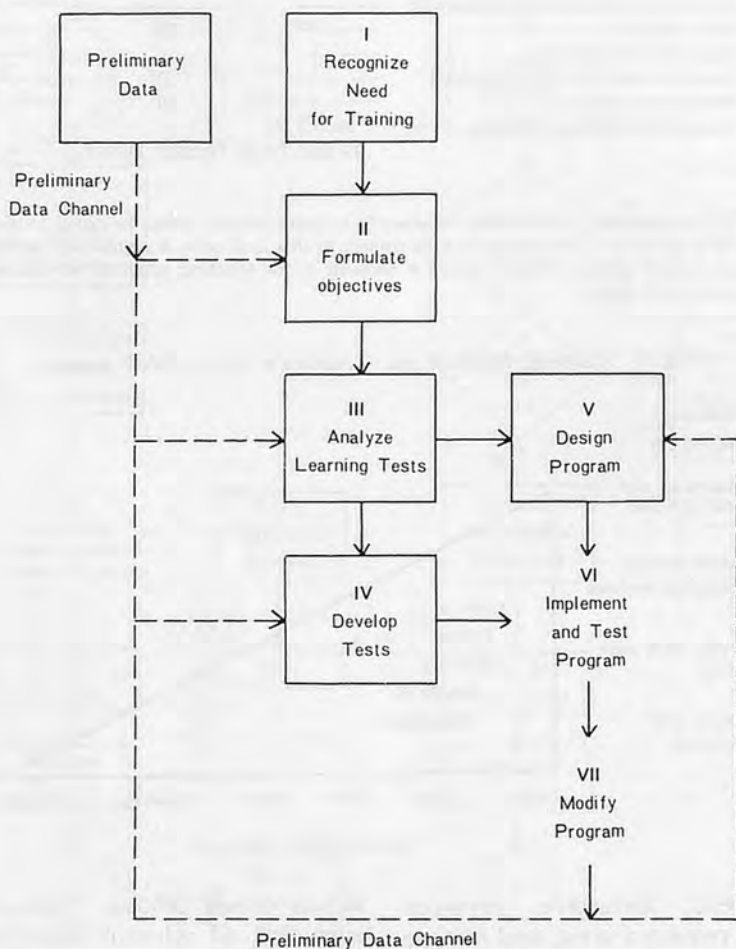 Preliminary
Data
I
Recognize
Need
for Training
Preliminary
Data Channel
II
Formulate
objectives
III
Analyze
Learning Tests
V
Design
Program
IV
Develop
Tests
VI
Implement
and Test
Program
VII
Modify
Program
Preliminary Data Channel